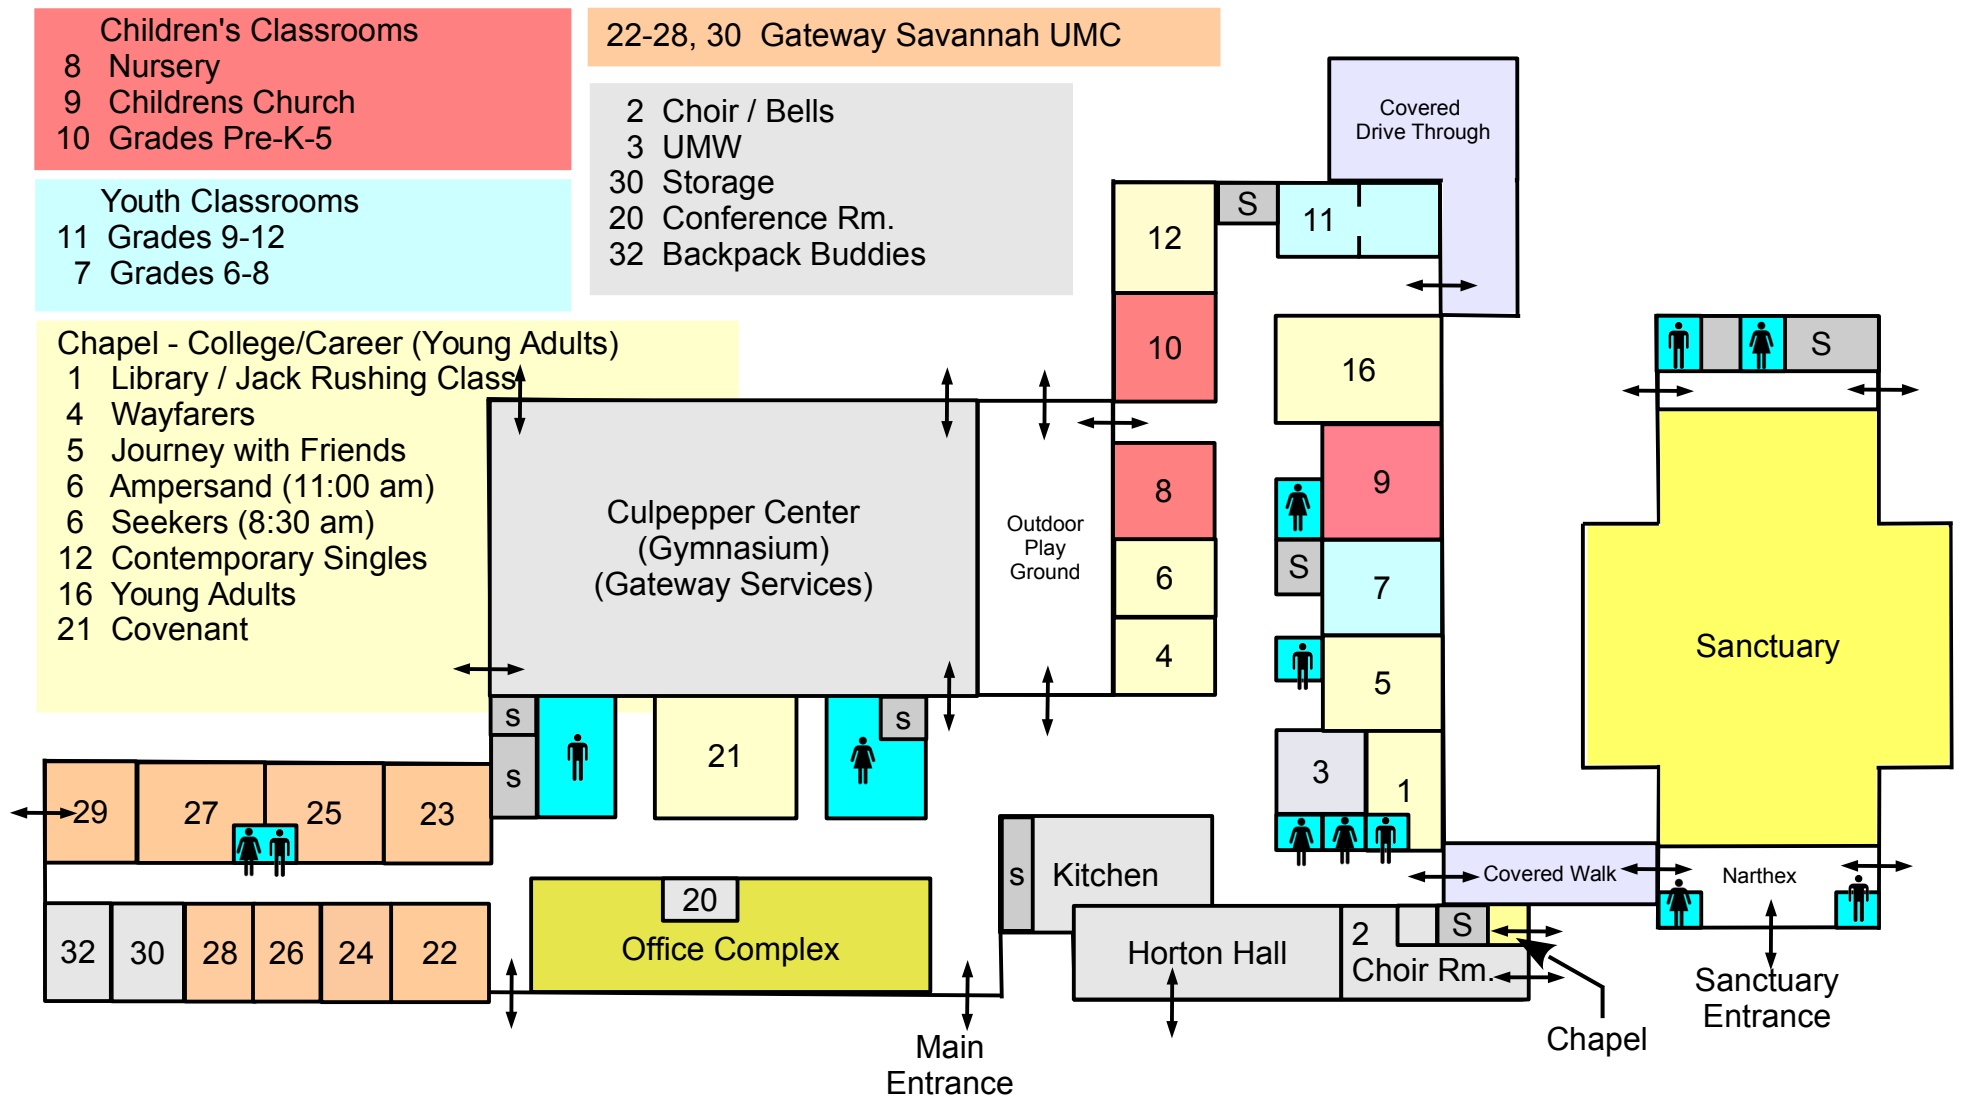 Children's Classrooms
8 Nursery
9 Childrens Church
10 Grades Pre-K-5
Youth Classrooms
11 Grades 9-12
7 Grades 6-8
Chapel - College/Career (Young Adults)
1 Library / Jack Rushing Class
4 Wayfarers
5 Journey with Friends
6 Ampersand (11:00 am)
6 Seekers (8:30 am)
12 Contemporary Singles
16 Young Adults
21 Covenant
22-28, 30 Gateway Savannah UMC
2 Choir / Bells
3 UMW
30 Storage
20 Conference Rm.
32 Backpack Buddies
Covered
Drive Through
12
S
11
10
16
S
Culpepper Center
(Gymnasium)
(Gateway Services)
Outdoor
Play
Ground
8
9
6
S
7
4
5
Sanctuary
s
s
21
s
3
1
29
27
25
23
s
Kitchen
Covered Walk
Narthex
20
Office Complex
32
30
28
26
24
22
Horton Hall
2
Choir Rm.
S
Main
Entrance
Chapel
Sanctuary
Entrance